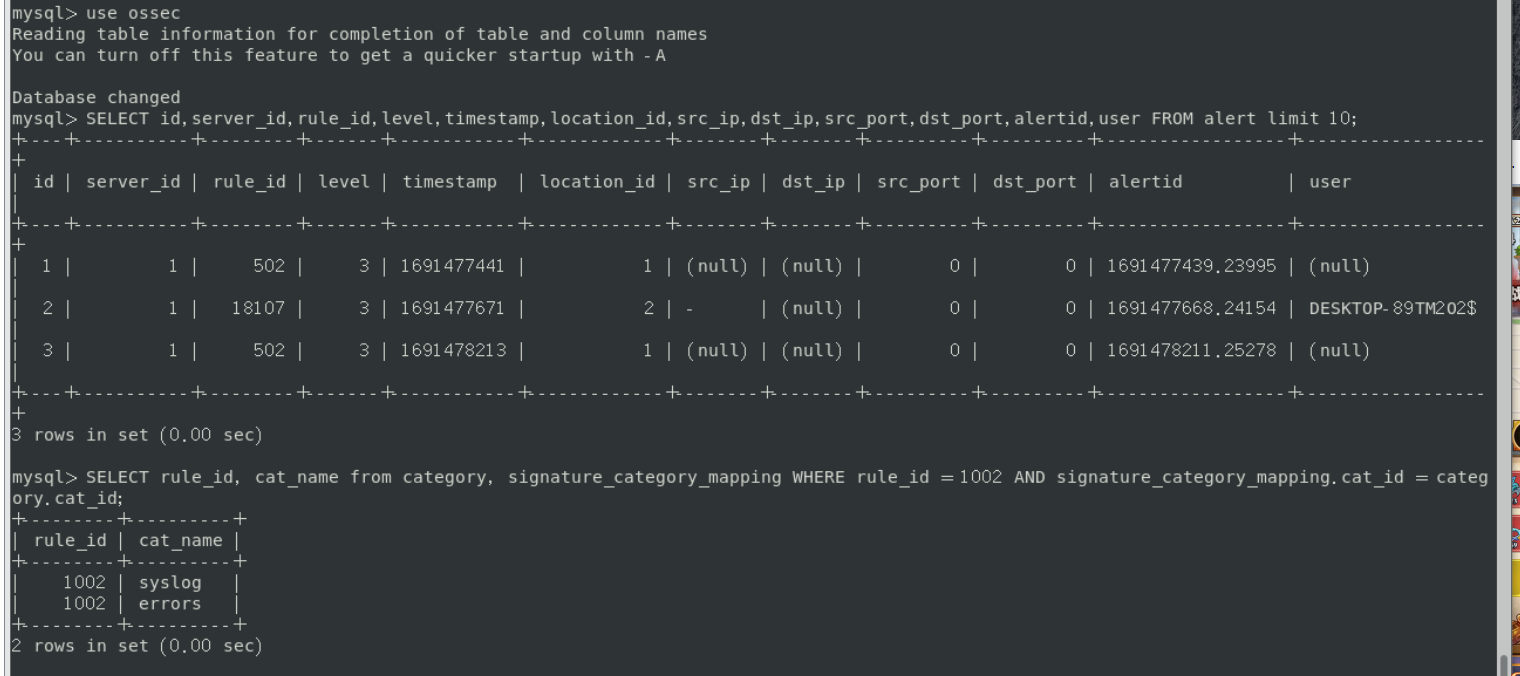 mysql> use ossec
Reading table information for completion of table and column names
You can turn off this feature to get a quicker startup with -A
Database changed
mysql> SELECT id,server_id,rule_id,level,timestamp,location_id,src_ip,dst_ip,src_port,dst_port,alertid,user FROM alert limit 10;
+----+-----------+---------+-------+------------+-------------+--------+--------+----------+----------+------------------+------------------
+
| id | server_id | rule_id | level | timestamp  | location_id | src_ip | dst_ip | src_port | dst_port | alertid          | user
|
+----+-----------+---------+-------+------------+-------------+--------+--------+----------+----------+------------------+------------------
+
|  1 |         1 |     502 |     3 | 1691477441 |           1 | (null) | (null) |        0 |        0 | 1691477439.23995 | (null)
|
|  2 |         1 |   18107 |     3 | 1691477671 |           2 | -      | (null) |        0 |        0 | 1691477668.24154 | DESKTOP-89TM2O2$
|
|  3 |         1 |     502 |     3 | 1691478213 |           1 | (null) | (null) |        0 |        0 | 1691478211.25278 | (null)
|
+----+-----------+---------+-------+------------+-------------+--------+--------+----------+----------+------------------+------------------
+
3 rows in set (0.00 sec)
mysql> SELECT rule_id, cat_name from category, signature_category_mapping WHERE rule_id =1002 AND signature_category_mapping.cat_id = categ
ory.cat_id;
+---------+----------+
| rule_id | cat_name |
+---------+----------+
|    1002 | syslog   |
|    1002 | errors   |
+---------+----------+
2 rows in set (0.00 sec)